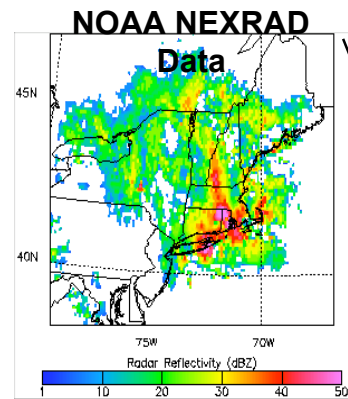 NOAA NEXRAD
Data
45N
40N
75W 70W
Radar Reflectivity (dBZ)
1 10 20 30 40 50